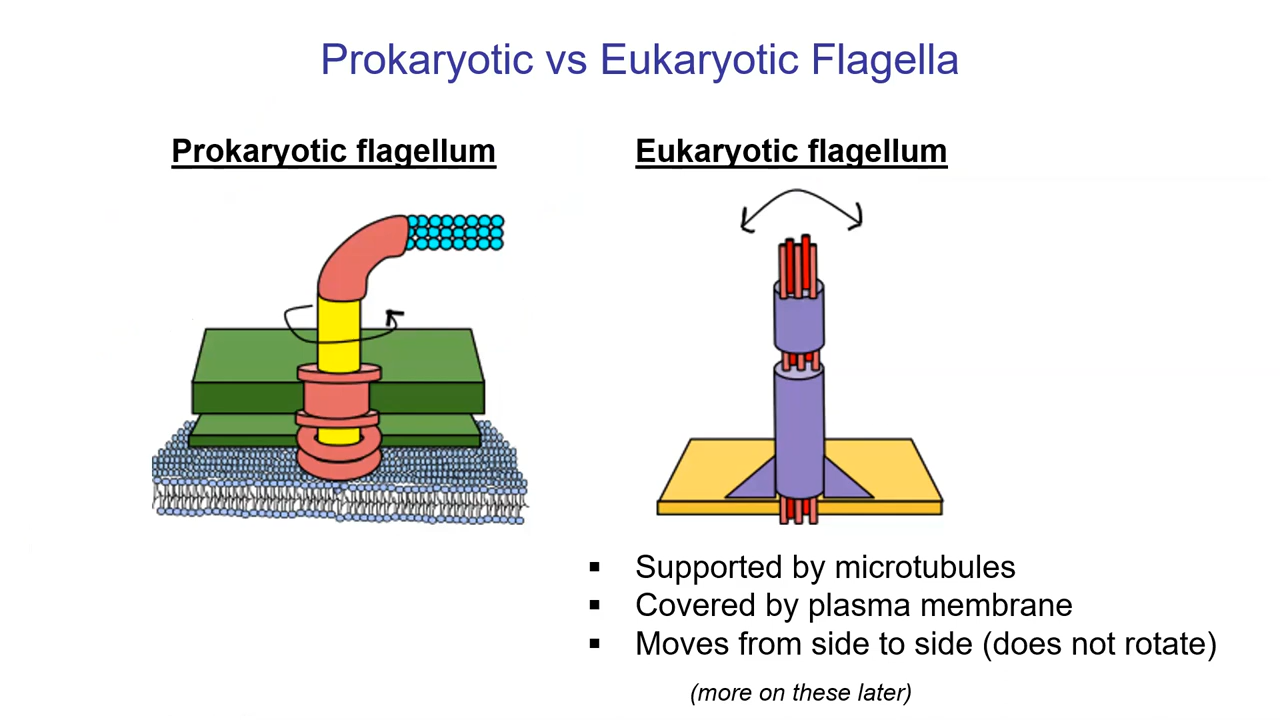 Prokaryotic vs Eukaryotic Flagella
Prokaryotic flagellum
Eukaryotic flagellum
▪ Supported by microtubules
▪ Covered by plasma membrane
▪ Moves from side to side (does not rotate)
(more on these later)